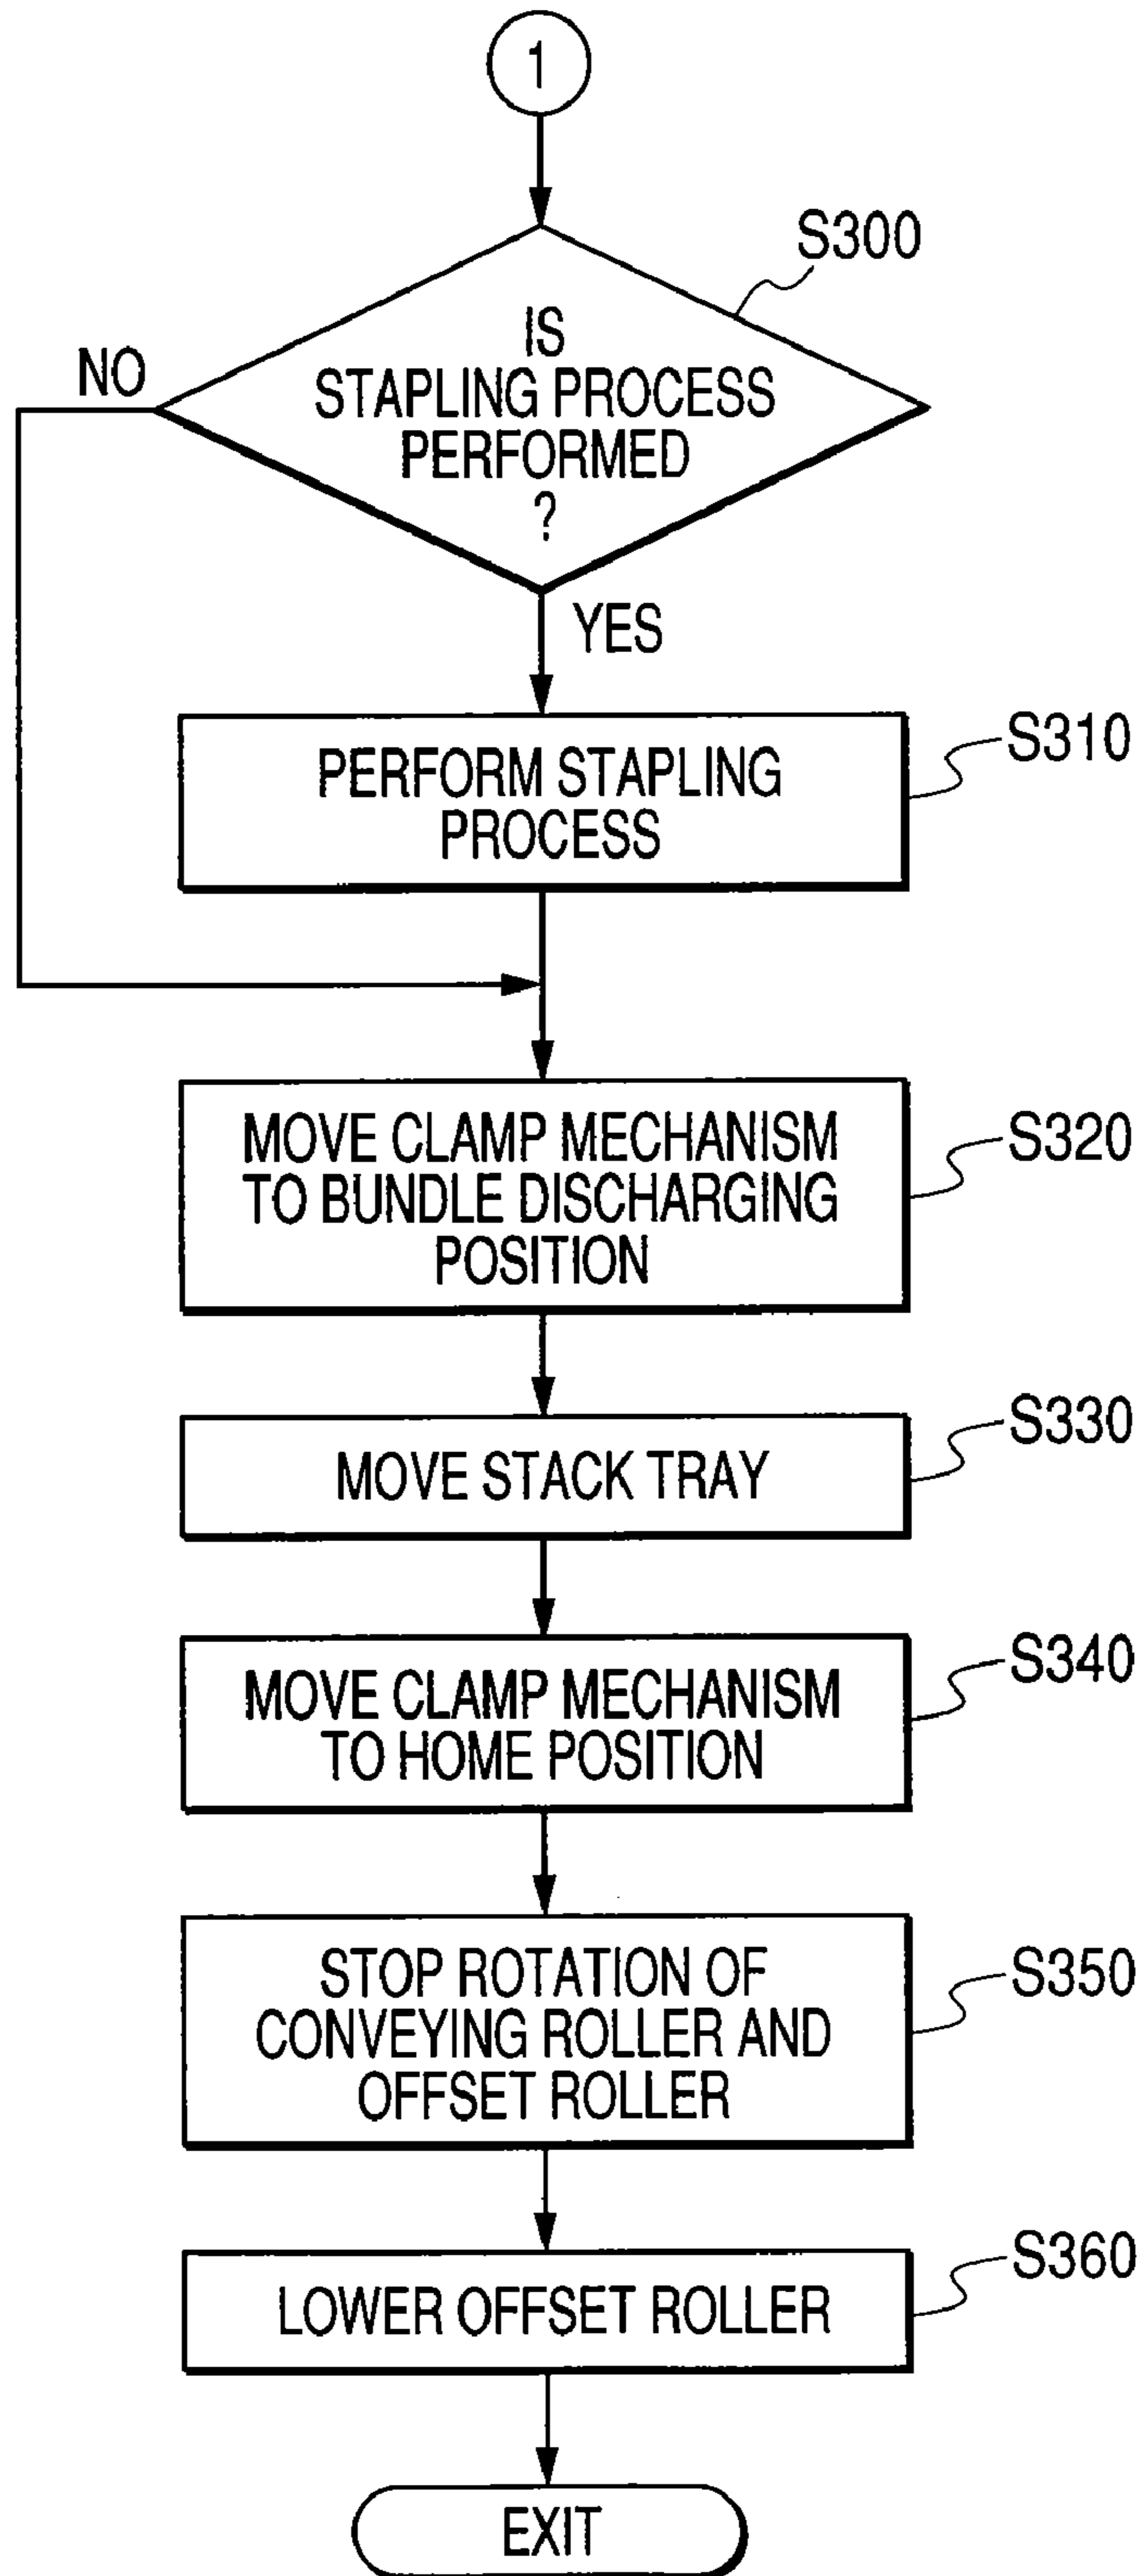 1
S300
IS
STAPLING PROCESS
PERFORMED
?
NO
YES
S310
PERFORM STAPLING
PROCESS
S320
MOVE CLAMP MECHANISM
TO BUNDLE DISCHARGING
POSITION
S330
MOVE STACK TRAY
S340
MOVE CLAMP MECHANISM
TO HOME POSITION
S350
STOP ROTATION OF
CONVEYING ROLLER AND
OFFSET ROLLER
S360
LOWER OFFSET ROLLER
EXIT